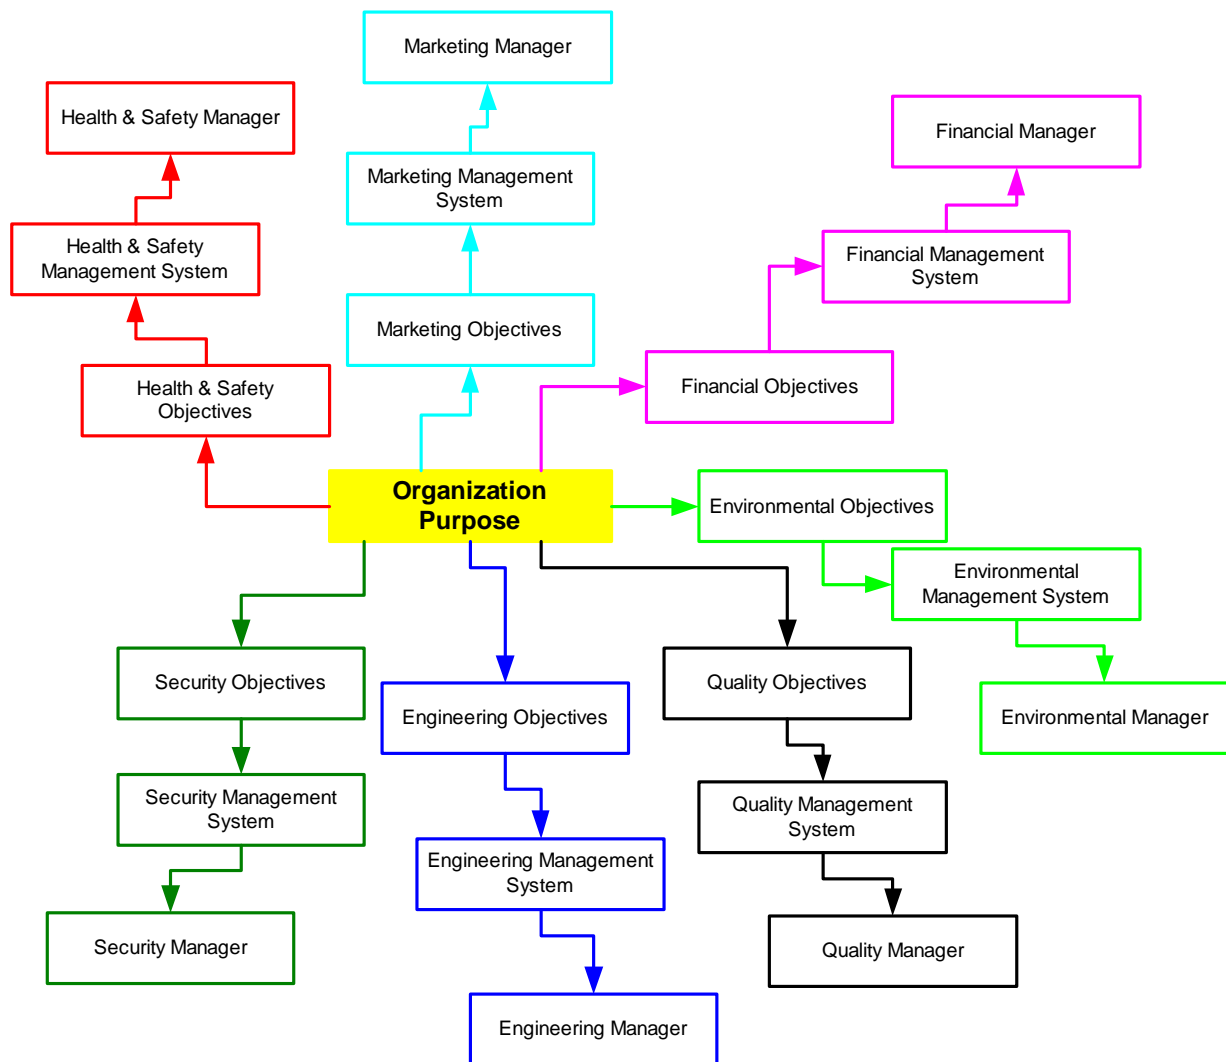 Marketing Manager
Health & Safety Manager
Financial Manager
Marketing Management
System
Health & Safety
Management System
Financial Management
System
Marketing Objectives
Health & Safety
Objectives
Financial Objectives
Organization
Purpose
Environmental Objectives
Environmental
Management System
Security Objectives
Engineering Objectives
Quality Objectives
Environmental Manager
Security Management
System
Quality Management
System
Engineering Management
System
Security Manager
Quality Manager
Engineering Manager